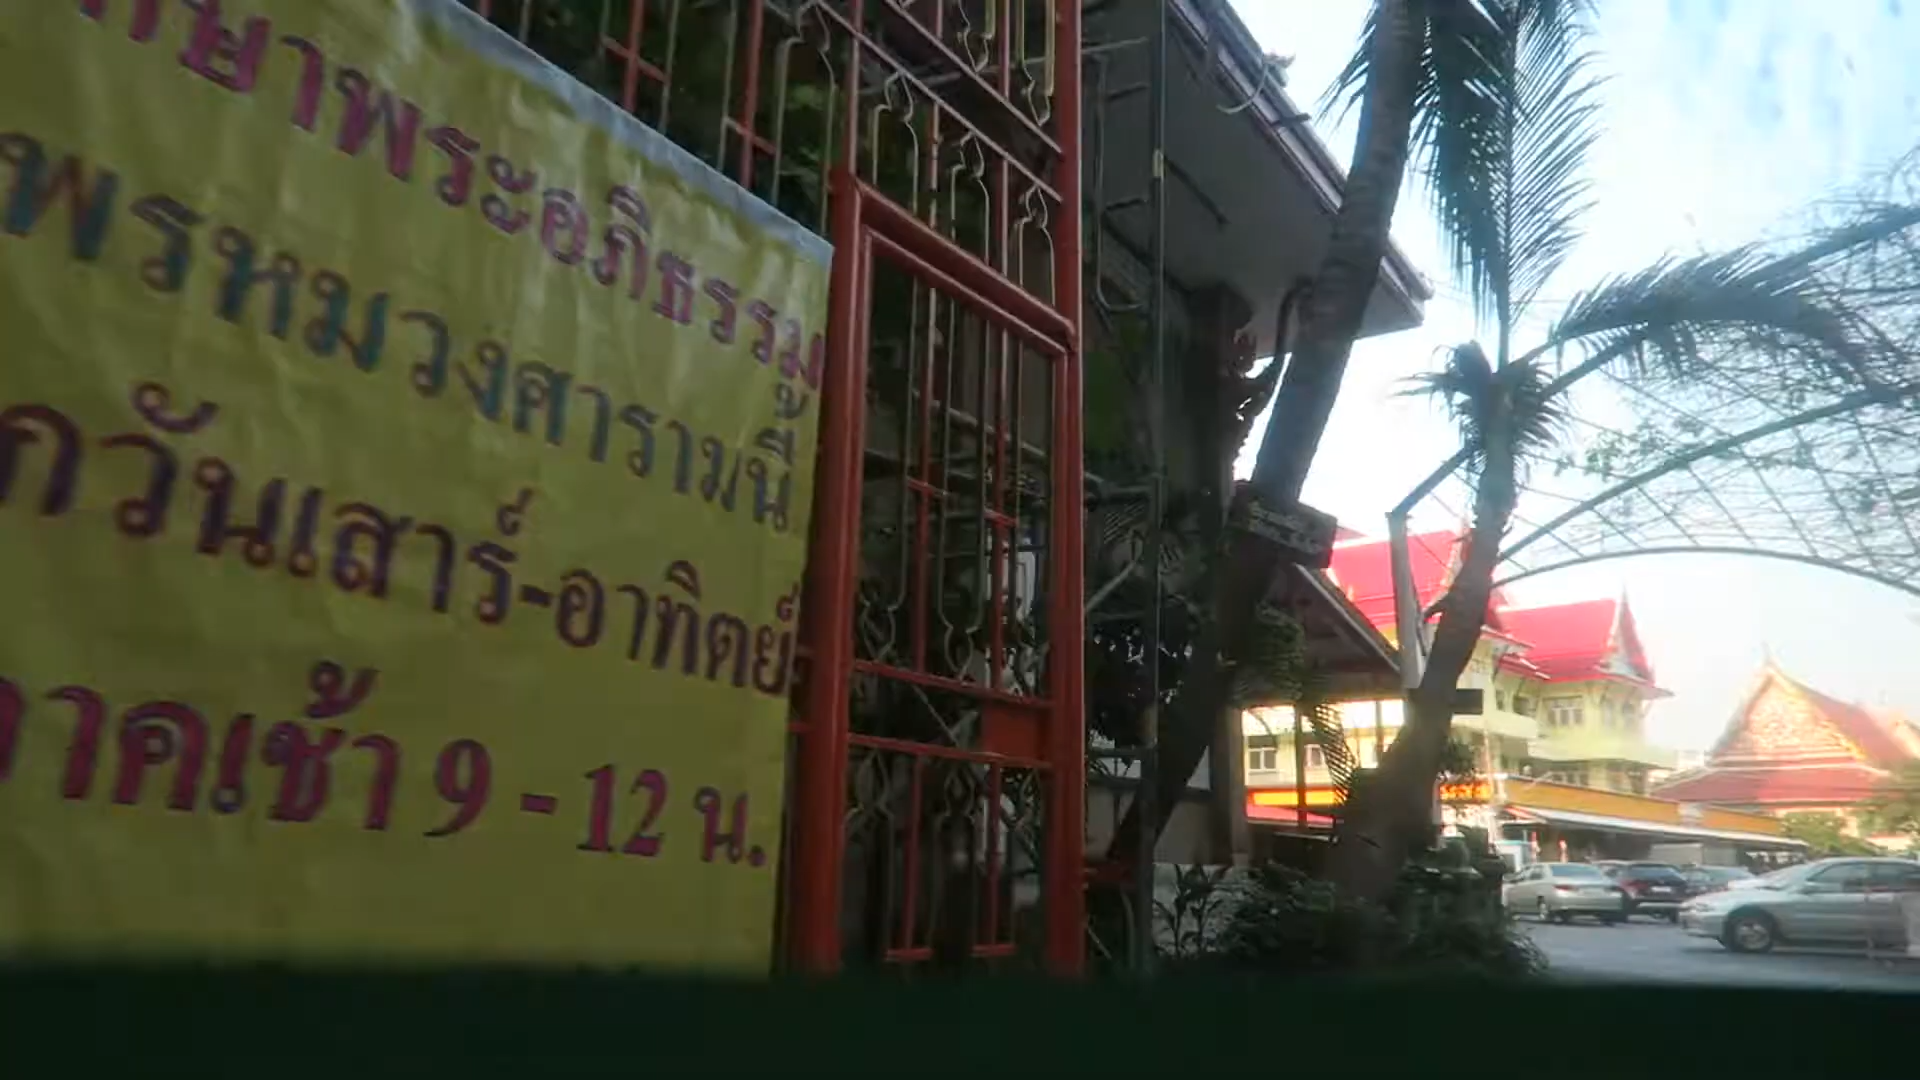 กษาพระอภิธรรม
พรหมวงศารามนี้
กวันเสาร์-อาทิตย์
าคเช้า 9 - 12 น.